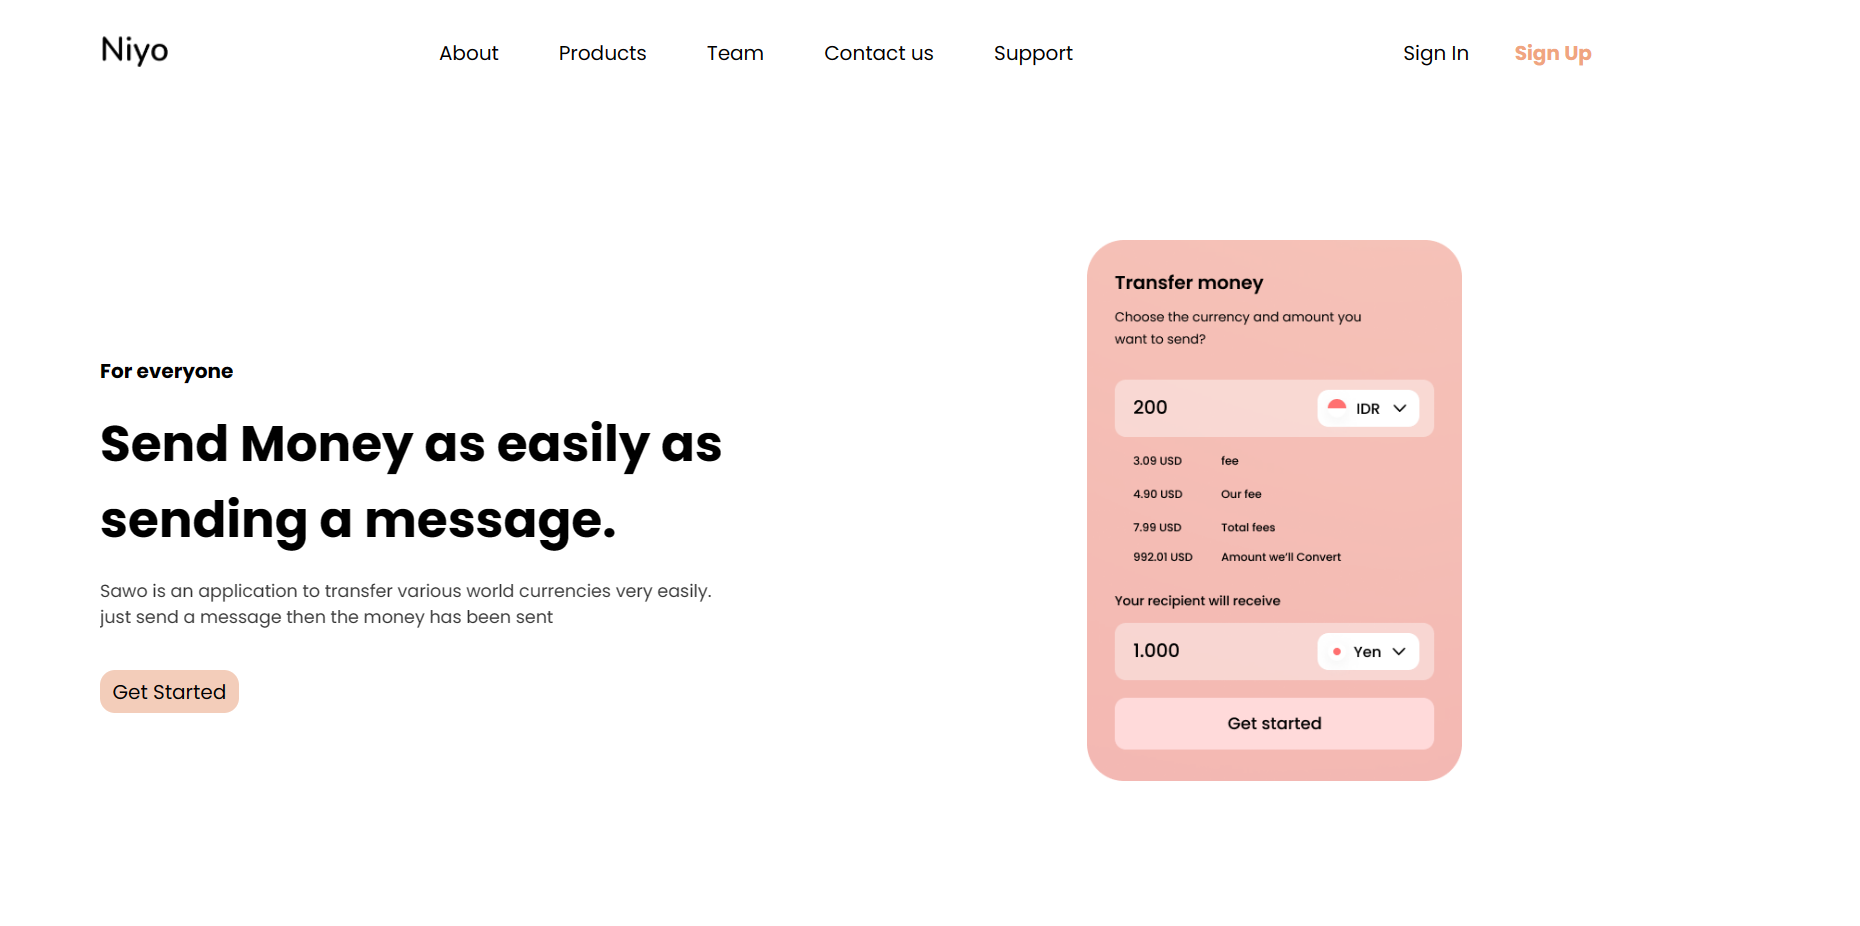 Niyo
About
Products
Team
Contact us
Support
Sign In
Sign Up
For everyone
Send Money as easily as
sending a message.
Sawo is an application to transfer various world currencies very easily.
just send a message then the money has been sent
Get Started
Transfer money
Choose the currency and amount you
want to send?
200 IDR
3.09 USD fee
4.90 USD Our fee
7.99 USD Total fees
992.01 USD Amount we'll Convert
Your recipient will receive
1.000 Yen
Get started